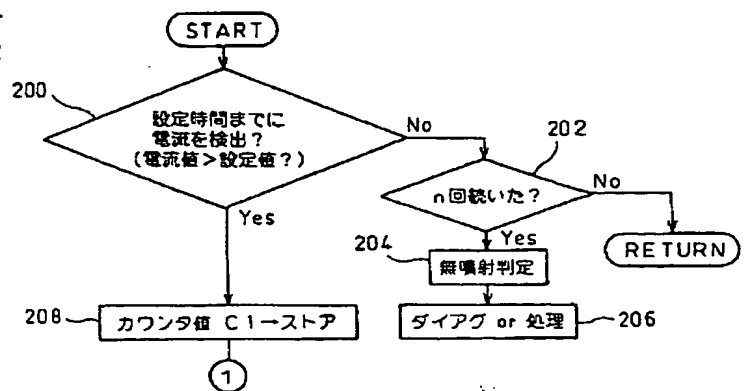 START
200
設定時間までに
電流を検出？
(電流値>設定値？)
No
202
n回続いた？
No
Yes
Yes
204
無噴射判定
RETURN
208
カウンタ値 C1→ストア
ダイアグ or 処理
206
1